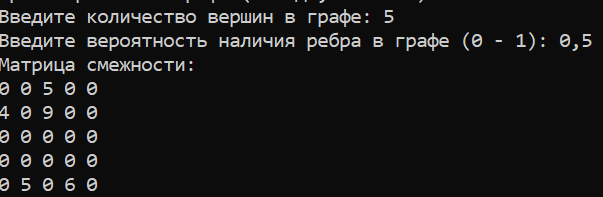 Введите количество вершин в графе: 5
Введите вероятность наличия ребра в графе (0 - 1): 0,5
Матрица смежности:
0 0 5 0 0
4 0 9 0 0
0 0 0 0 0
0 0 0 0 0
0 5 0 6 0